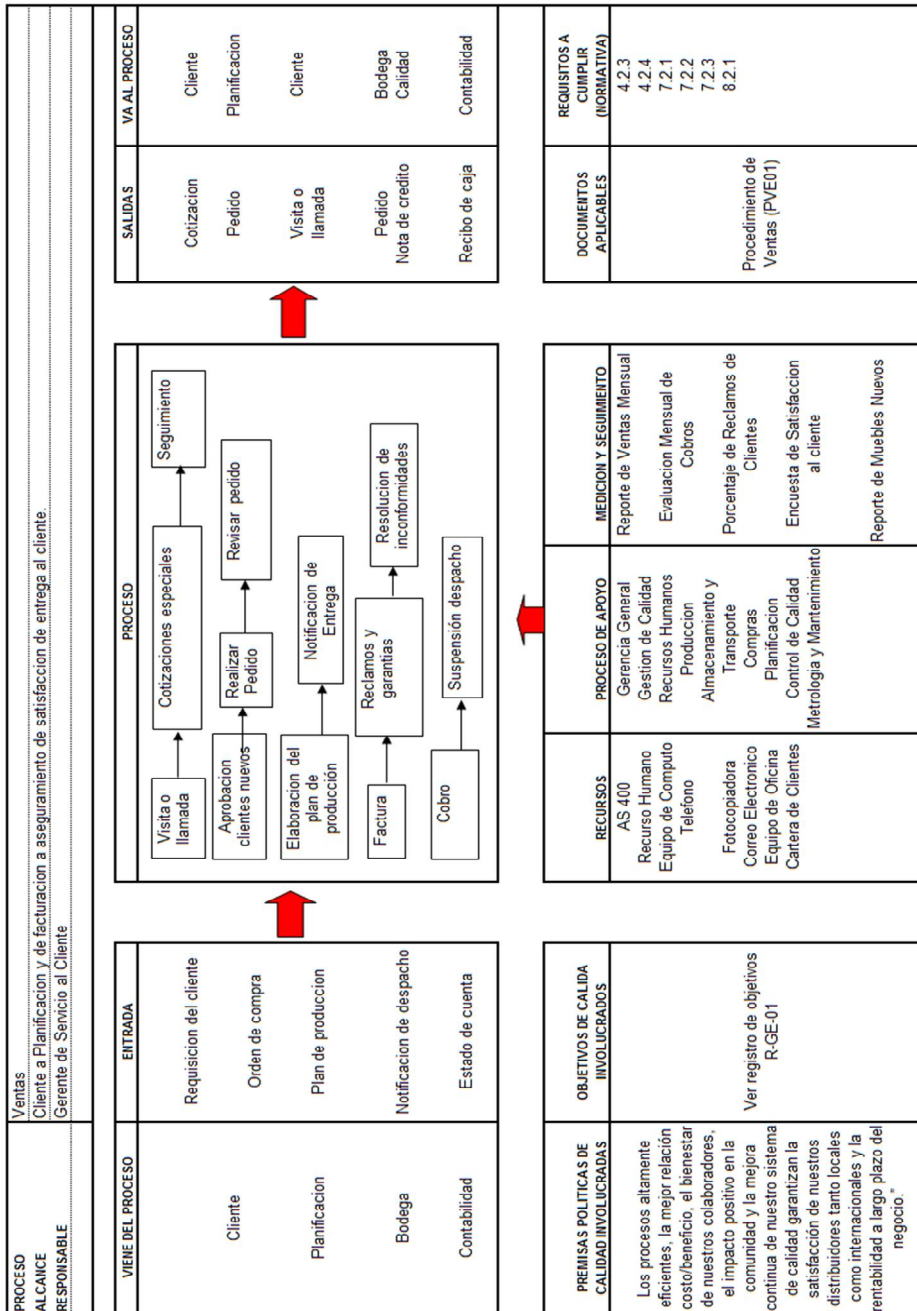 PROCESO
Ventas
ALCANCE
Cliente a Planificacion y de facturacion a aseguramiento de satisfaccion de entrega al cliente.
RESPONSABLE
Gerente de Servicio al Cliente
VIENE DEL PROCESO
Cliente
Planificacion
Bodega
Contabilidad
ENTRADA
Requisicion del cliente
Orden de compra
Plan de produccion
Notificacion de despacho
Estado de cuenta
PROCESO
Visita o
llamada
Cotizaciones especiales
Seguimiento
Aprobacion
clientes nuevos
Realizar
Pedido
Revisar pedido
Elaboracion del
plan de
producción
Notificacion de
Entrega
Factura
Reclamos y
garantias
Resolucion de
inconformidades
Cobro
Suspensión despacho
SALIDAS
Cotizacion
Pedido
Visita o
llamada
Pedido
Nota de credito
Recibo de caja
VA AL PROCESO
Cliente
Planificacion
Cliente
Bodega
Calidad
Contabilidad
PREMISAS POLITICAS DE
CALIDAD INVOLUCRADAS
Los procesos altamente
eficientes, la mejor relación
costo/beneficio, el bienestar
de nuestros colaboradores,
el impacto positivo en la
comunidad y la mejora
continua de nuestro sistema
de calidad garantizan la
satisfacción de nuestros
distribuidores tanto locales
como internacionales y la
entabilidad a largo plazo del
negocio."
OBJETIVOS DE CALIDA
INVOLUCRADOS
Ver registro de objetivos
R-GE-01
RECURSOS
AS 400
Recurso Humano
Equipo de Computo
Telefono
Fotocopiadora
Correo Electronico
Equipo de Oficina
Cartera de Clientes
PROCESO DE APOYO
Gerencia General
Gestion de Calidad
Recursos Humanos
Produccion
Almacenamiento y
Transporte
Compras
Planificacion
Control de Calidad
Metrologia y Mantenimiento
MEDICION Y SEGUIMIENTO
Reporte de Ventas Mensual
Evaluacion Mensual de
Cobros
Porcentaje de Reclamos de
Clientes
Encuesta de Satisfaccion
al cliente
Reporte de Muebles Nuevos
DOCUMENTOS
APLICABLES
Procedimiento de
Ventas (PVE01)
REQUISITOS A
CUMPLIR
(NORMATIVA)
4.2.3
4.2.4
7.2.1
7.2.2
7.2.3
8.2.1